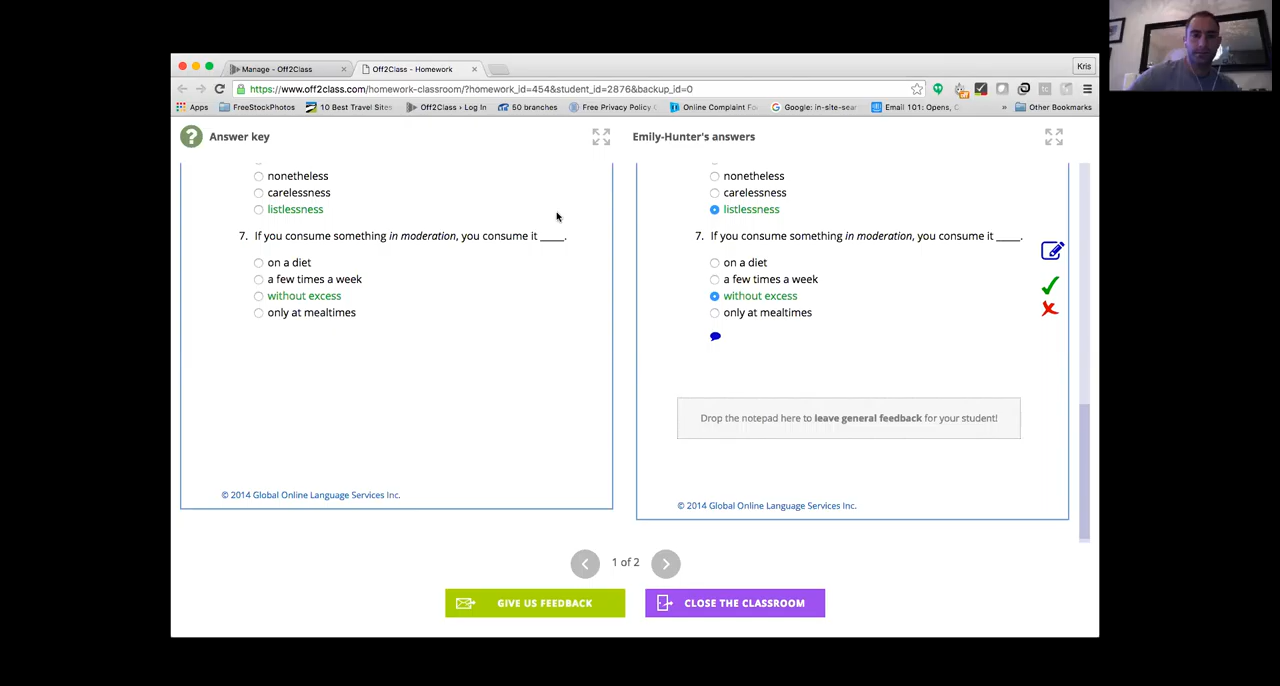 Manage - Off2Class
Off2Class - Homework
Kris
https://www.off2class.com/homework-classroom/?homework_id=454&student_id=2876&backup_id=0
Apps
FreeStockPhotos
10 Best Travel Sites
Off2Class › Log In
50 branches
Free Privacy Policy
Online Complaint Fo
Google: in-site-sear
Email 101: Opens, C
»
Other Bookmarks
? Answer key
nonetheless
carelessness
listlessness
7. If you consume something in moderation, you consume it _____.
on a diet
a few times a week
without excess
only at mealtimes
© 2014 Global Online Language Services Inc.
Emily-Hunter's answers
nonetheless
carelessness
listlessness
7. If you consume something in moderation, you consume it _____.
on a diet
a few times a week
without excess
only at mealtimes
Drop the notepad here to leave general feedback for your student!
© 2014 Global Online Language Services Inc.
1 of 2
GIVE US FEEDBACK
CLOSE THE CLASSROOM